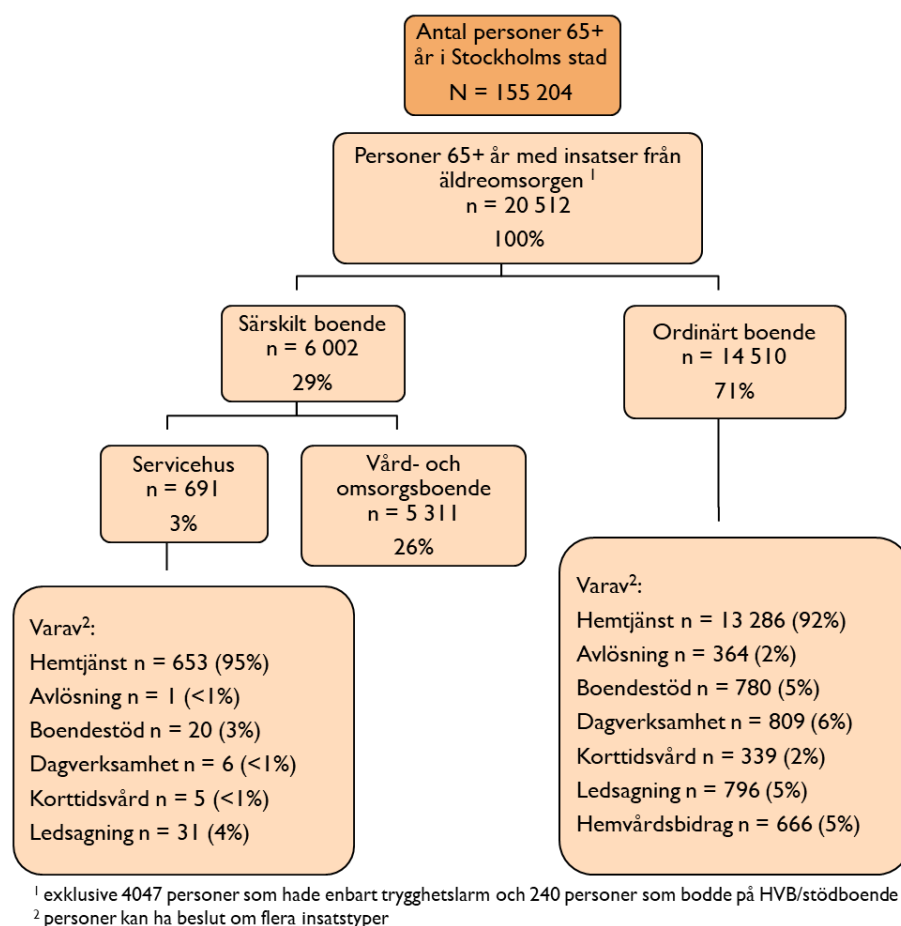 Antal personer 65+
år i Stockholms stad
N = 155 204
Personer 65+ år med insatser från
äldreomsorgen ¹
n = 20 512
100%
Särskilt boende
n = 6 002
29%
Ordinärt boende
n = 14 510
71%
Servicehus
n = 691
3%
Vård- och
omsorgsboende
n = 5 311
26%
Varav²:
Hemtjänst n = 653 (95%)
Avlösning n = 1 (<1%)
Boendestöd n = 20 (3%)
Dagverksamhet n = 6 (<1%)
Korttidsvård n = 5 (<1%)
Ledsagning n = 31 (4%)
Varav²:
Hemtjänst n = 13 286 (92%)
Avlösning n = 364 (2%)
Boendestöd n = 780 (5%)
Dagverksamhet n = 809 (6%)
Korttidsvård n = 339 (2%)
Ledsagning n = 796 (5%)
Hemvårdsbidrag n = 666 (5%)
¹ exklusive 4047 personer som hade enbart trygghetslarm och 240 personer som bodde på HVB/stödboende
² personer kan ha beslut om flera insatstyper